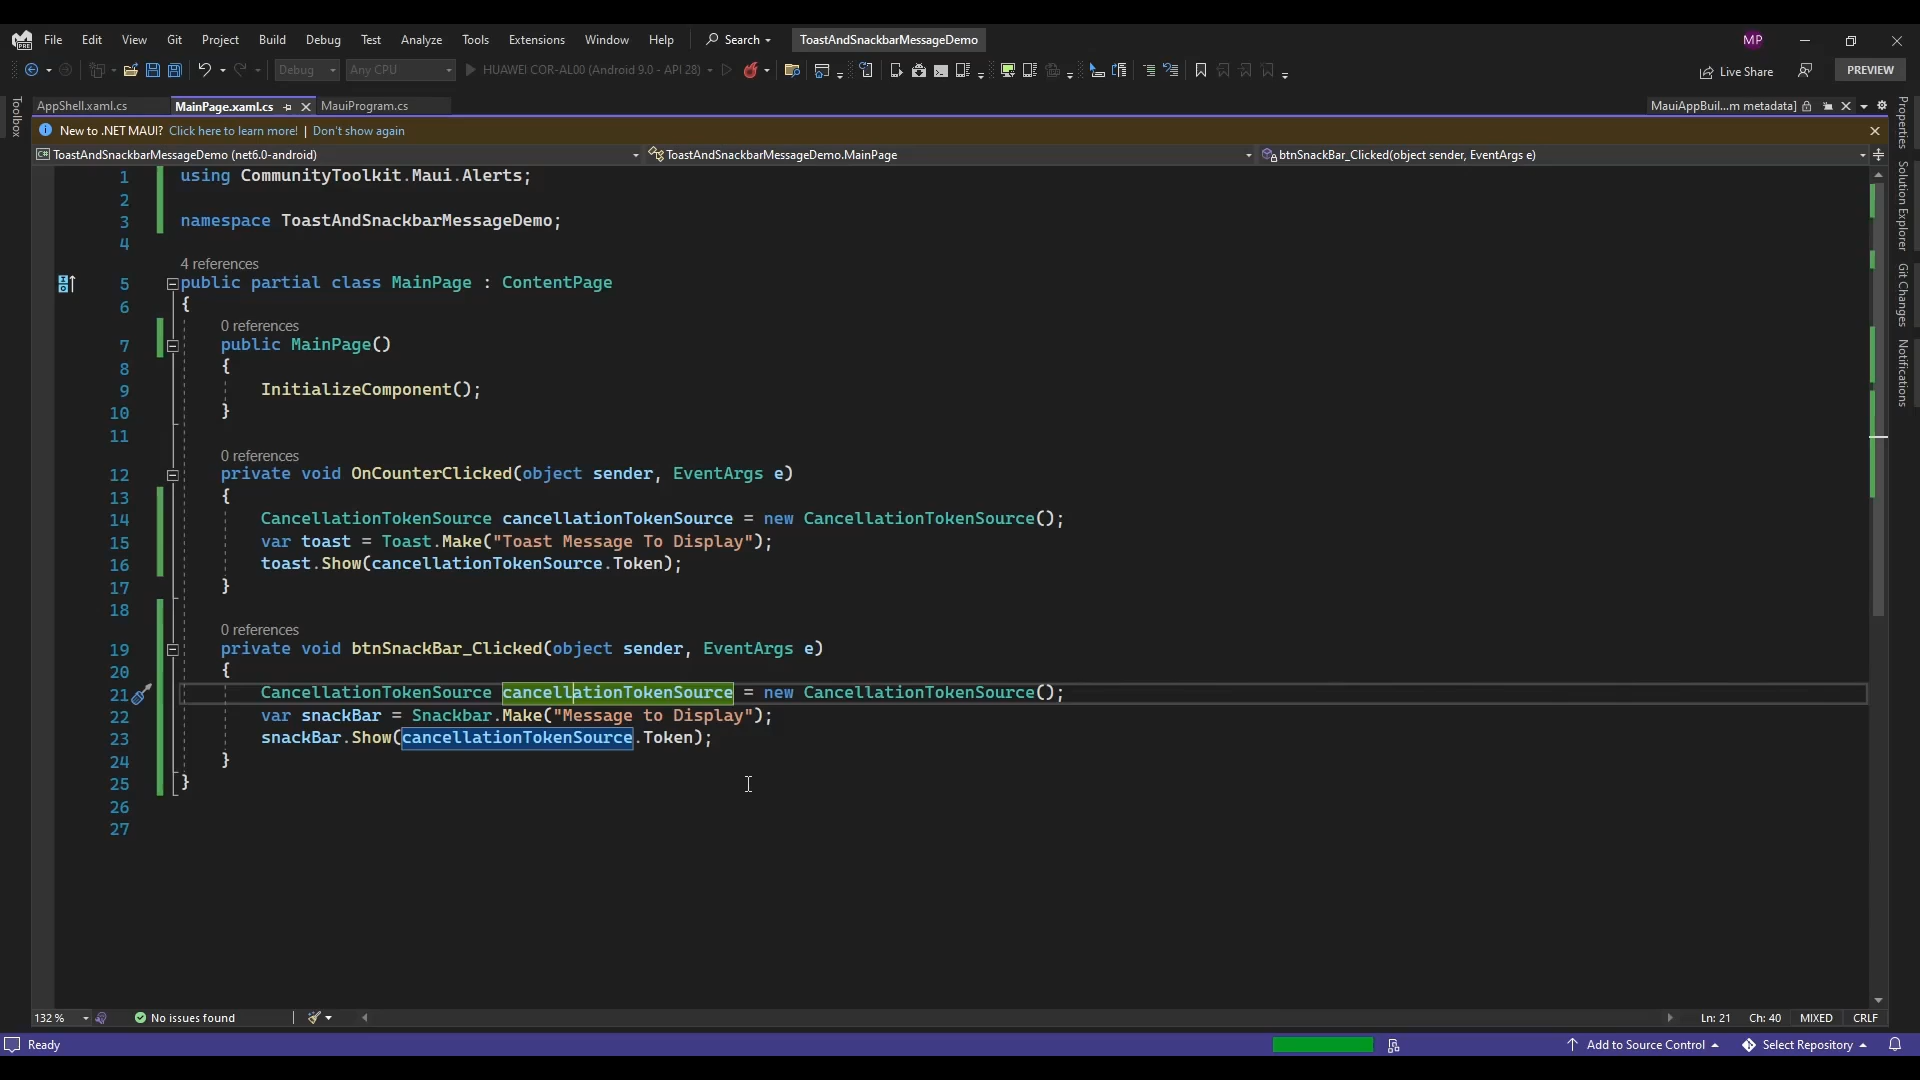 File Edit View Git Project Build Debug Test Analyze Tools Extensions Window Help Search ToastAndSnackbarMessageDemo MP
PRE
Debug Any CPU HUAWEI COR-AL00 (Android 9.0 - API 28) Live Share PREVIEW
AppShell.xaml.cs MainPage.xaml.cs MauiProgram.cs MauiAppBuil...m metadata]
New to .NET MAUI? Click here to learn more! | Don't show again
C# ToastAndSnackbarMessageDemo (net6.0-android) ToastAndSnackbarMessageDemo.MainPage btnSnackBar_Clicked(object sender, EventArgs e)
Toolbox
Properties
Solution Explorer
Git Changes
Notifications
1 using CommunityToolkit.Maui.Alerts;
2
3 namespace ToastAndSnackbarMessageDemo;
4
4 references
5 public partial class MainPage : ContentPage
6 {
0 references
7 public MainPage()
8 {
9 InitializeComponent();
10 }
11
0 references
12 private void OnCounterClicked(object sender, EventArgs e)
13 {
14 CancellationTokenSource cancellationTokenSource = new CancellationTokenSource();
15 var toast = Toast.Make("Toast Message To Display");
16 toast.Show(cancellationTokenSource.Token);
17 }
18
0 references
19 private void btnSnackBar_Clicked(object sender, EventArgs e)
20 {
21 CancellationTokenSource cancellationTokenSource = new CancellationTokenSource();
22 var snackBar = Snackbar.Make("Message to Display");
23 snackBar.Show(cancellationTokenSource.Token);
24 }
25 }
26
27
132 % No issues found Ln: 21 Ch: 40 MIXED CRLF
Ready Add to Source Control Select Repository